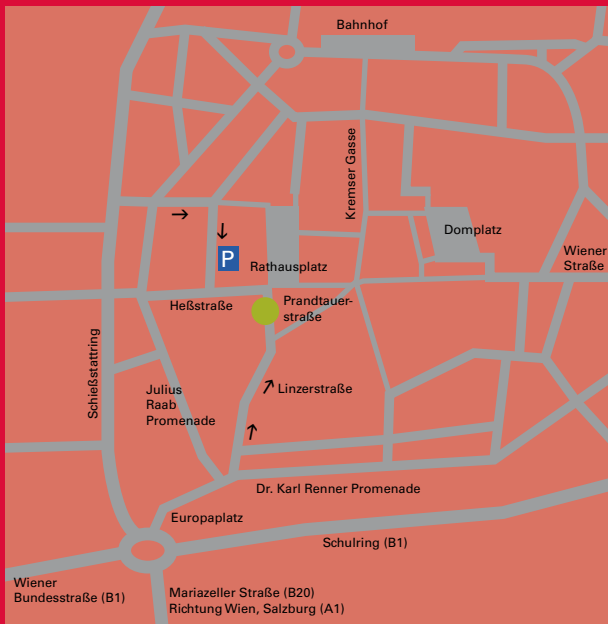 Bahnhof
Kremser Gasse
Domplatz
Wiener
Straße
P
Rathausplatz
Heßstraße
Prandtauer-
straße
Schießstattring
Julius
Raab
Promenade
Linzerstraße
Dr. Karl Renner Promenade
Europaplatz
Schulring (B1)
Wiener
Bundesstraße (B1)
Mariazeller Straße (B20)
Richtung Wien, Salzburg (A1)